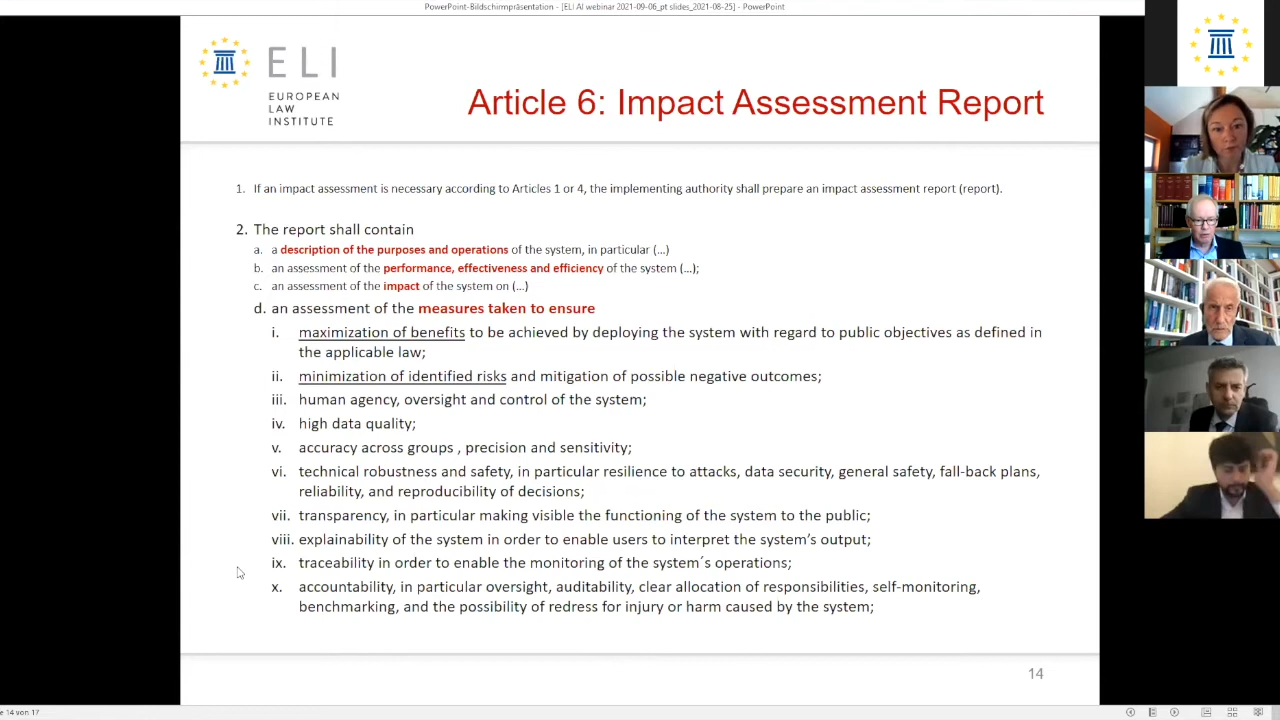 PowerPoint-Bildschirmpräsentation - [ELI AI webinar 2021-09-06_pt slides_2021-08-25] - PowerPoint
ELI
EUROPEAN
LAW
INSTITUTE
Article 6: Impact Assessment Report
1. If an impact assessment is necessary according to Articles 1 or 4, the implementing authority shall prepare an impact assessment report (report).
2. The report shall contain
a. a description of the purposes and operations of the system, in particular (...)
b. an assessment of the performance, effectiveness and efficiency of the system (...);
c. an assessment of the impact of the system on (...)
d. an assessment of the measures taken to ensure
i. maximization of benefits to be achieved by deploying the system with regard to public objectives as defined in
the applicable law;
ii. minimization of identified risks and mitigation of possible negative outcomes;
iii. human agency, oversight and control of the system;
iv. high data quality;
v. accuracy across groups , precision and sensitivity;
vi. technical robustness and safety, in particular resilience to attacks, data security, general safety, fall-back plans,
reliability, and reproducibility of decisions;
vii. transparency, in particular making visible the functioning of the system to the public;
viii. explainability of the system in order to enable users to interpret the system's output;
ix. traceability in order to enable the monitoring of the system´s operations;
x. accountability, in particular oversight, auditability, clear allocation of responsibilities, self-monitoring,
benchmarking, and the possibility of redress for injury or harm caused by the system;
14
e 14 von 17